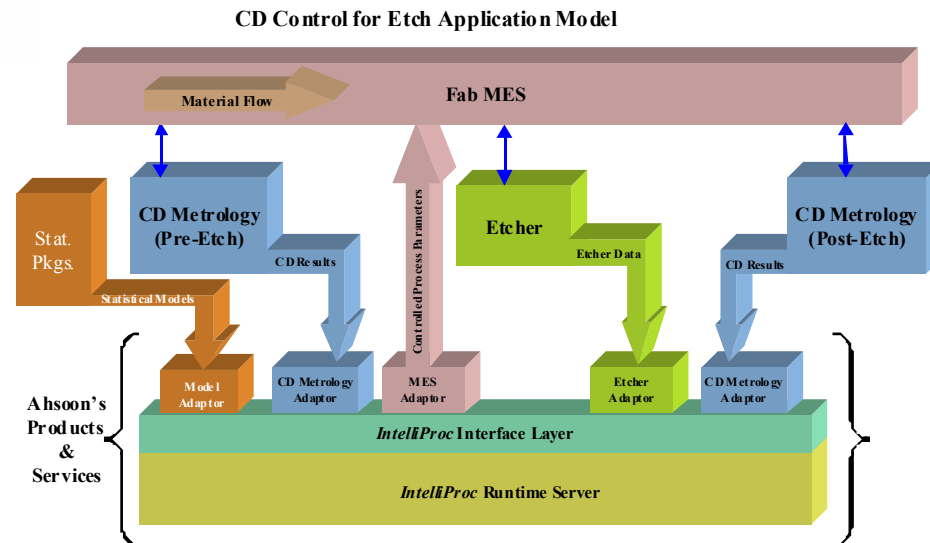 CD Control for Etch Application Model
Material Flow
Fab MES
Stat.
Pkgs.
CD Metrology
(Pre-Etch)
Etcher
CD Metrology
(Post-Etch)
Statistical Models
CD Results
Controlled Process Parameters
Etcher Data
CD Results
Model
Adaptor
CD Metrology
Adaptor
MES
Adaptor
Etcher
Adaptor
CD Metrology
Adaptor
Ahsoon's
Products
&
Services
IntelliProc Interface Layer
IntelliProc Runtime Server